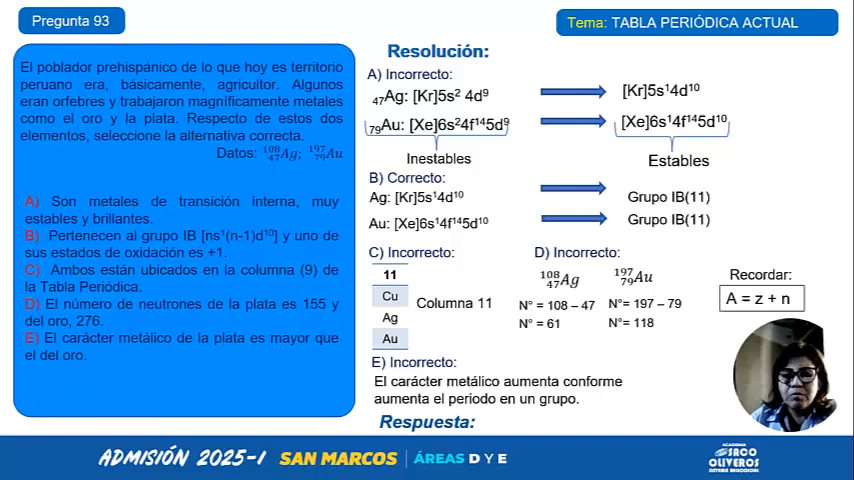 Pregunta 93
Tema: TABLA PERIÓDICA ACTUAL
El poblador prehispánico de lo que hoy es territorio
peruano era, básicamente, agricultor. Algunos
eran orfebres y trabajaron magníficamente metales
como el oro y la plata. Respecto de estos dos
elementos, seleccione la alternativa correcta.
Datos: ¹⁰⁸₄₇Ag; ¹⁹⁷₇₉Au
A) Son metales de transición interna, muy
estables y brillantes.
B) Pertenecen al grupo IB [ns¹(n-1)d¹⁰] y uno de
sus estados de oxidación es +1.
C) Ambos están ubicados en la columna (9) de
la Tabla Periódica.
D) El número de neutrones de la plata es 155 y
del oro, 276.
E) El carácter metálico de la plata es mayor que
el del oro.
Resolución:
A) Incorrecto:
₄₇Ag: [Kr]5s² 4d⁹
[Kr]5s¹4d¹⁰
₇₉Au: [Xe]6s²4f¹⁴5d⁹
[Xe]6s¹4f¹⁴5d¹⁰
Inestables
Estables
B) Correcto:
Ag: [Kr]5s¹4d¹⁰
Grupo IB(11)
Au: [Xe]6s¹4f¹⁴5d¹⁰
Grupo IB(11)
C) Incorrecto:
11
Cu
Ag
Au
Columna 11
D) Incorrecto:
¹⁰⁸₄₇Ag
¹⁹⁷₇₉Au
N° = 108 – 47
N°= 197 – 79
N° = 61
N°= 118
Recordar:
A = z + n
E) Incorrecto:
El carácter metálico aumenta conforme
aumenta el periodo en un grupo.
Respuesta:
ADMISIÓN 2025-I SAN MARCOS ÁREAS D Y E
ACADEMIA
SACO
OLIVEROS
SISTEMA HELICOIDAL